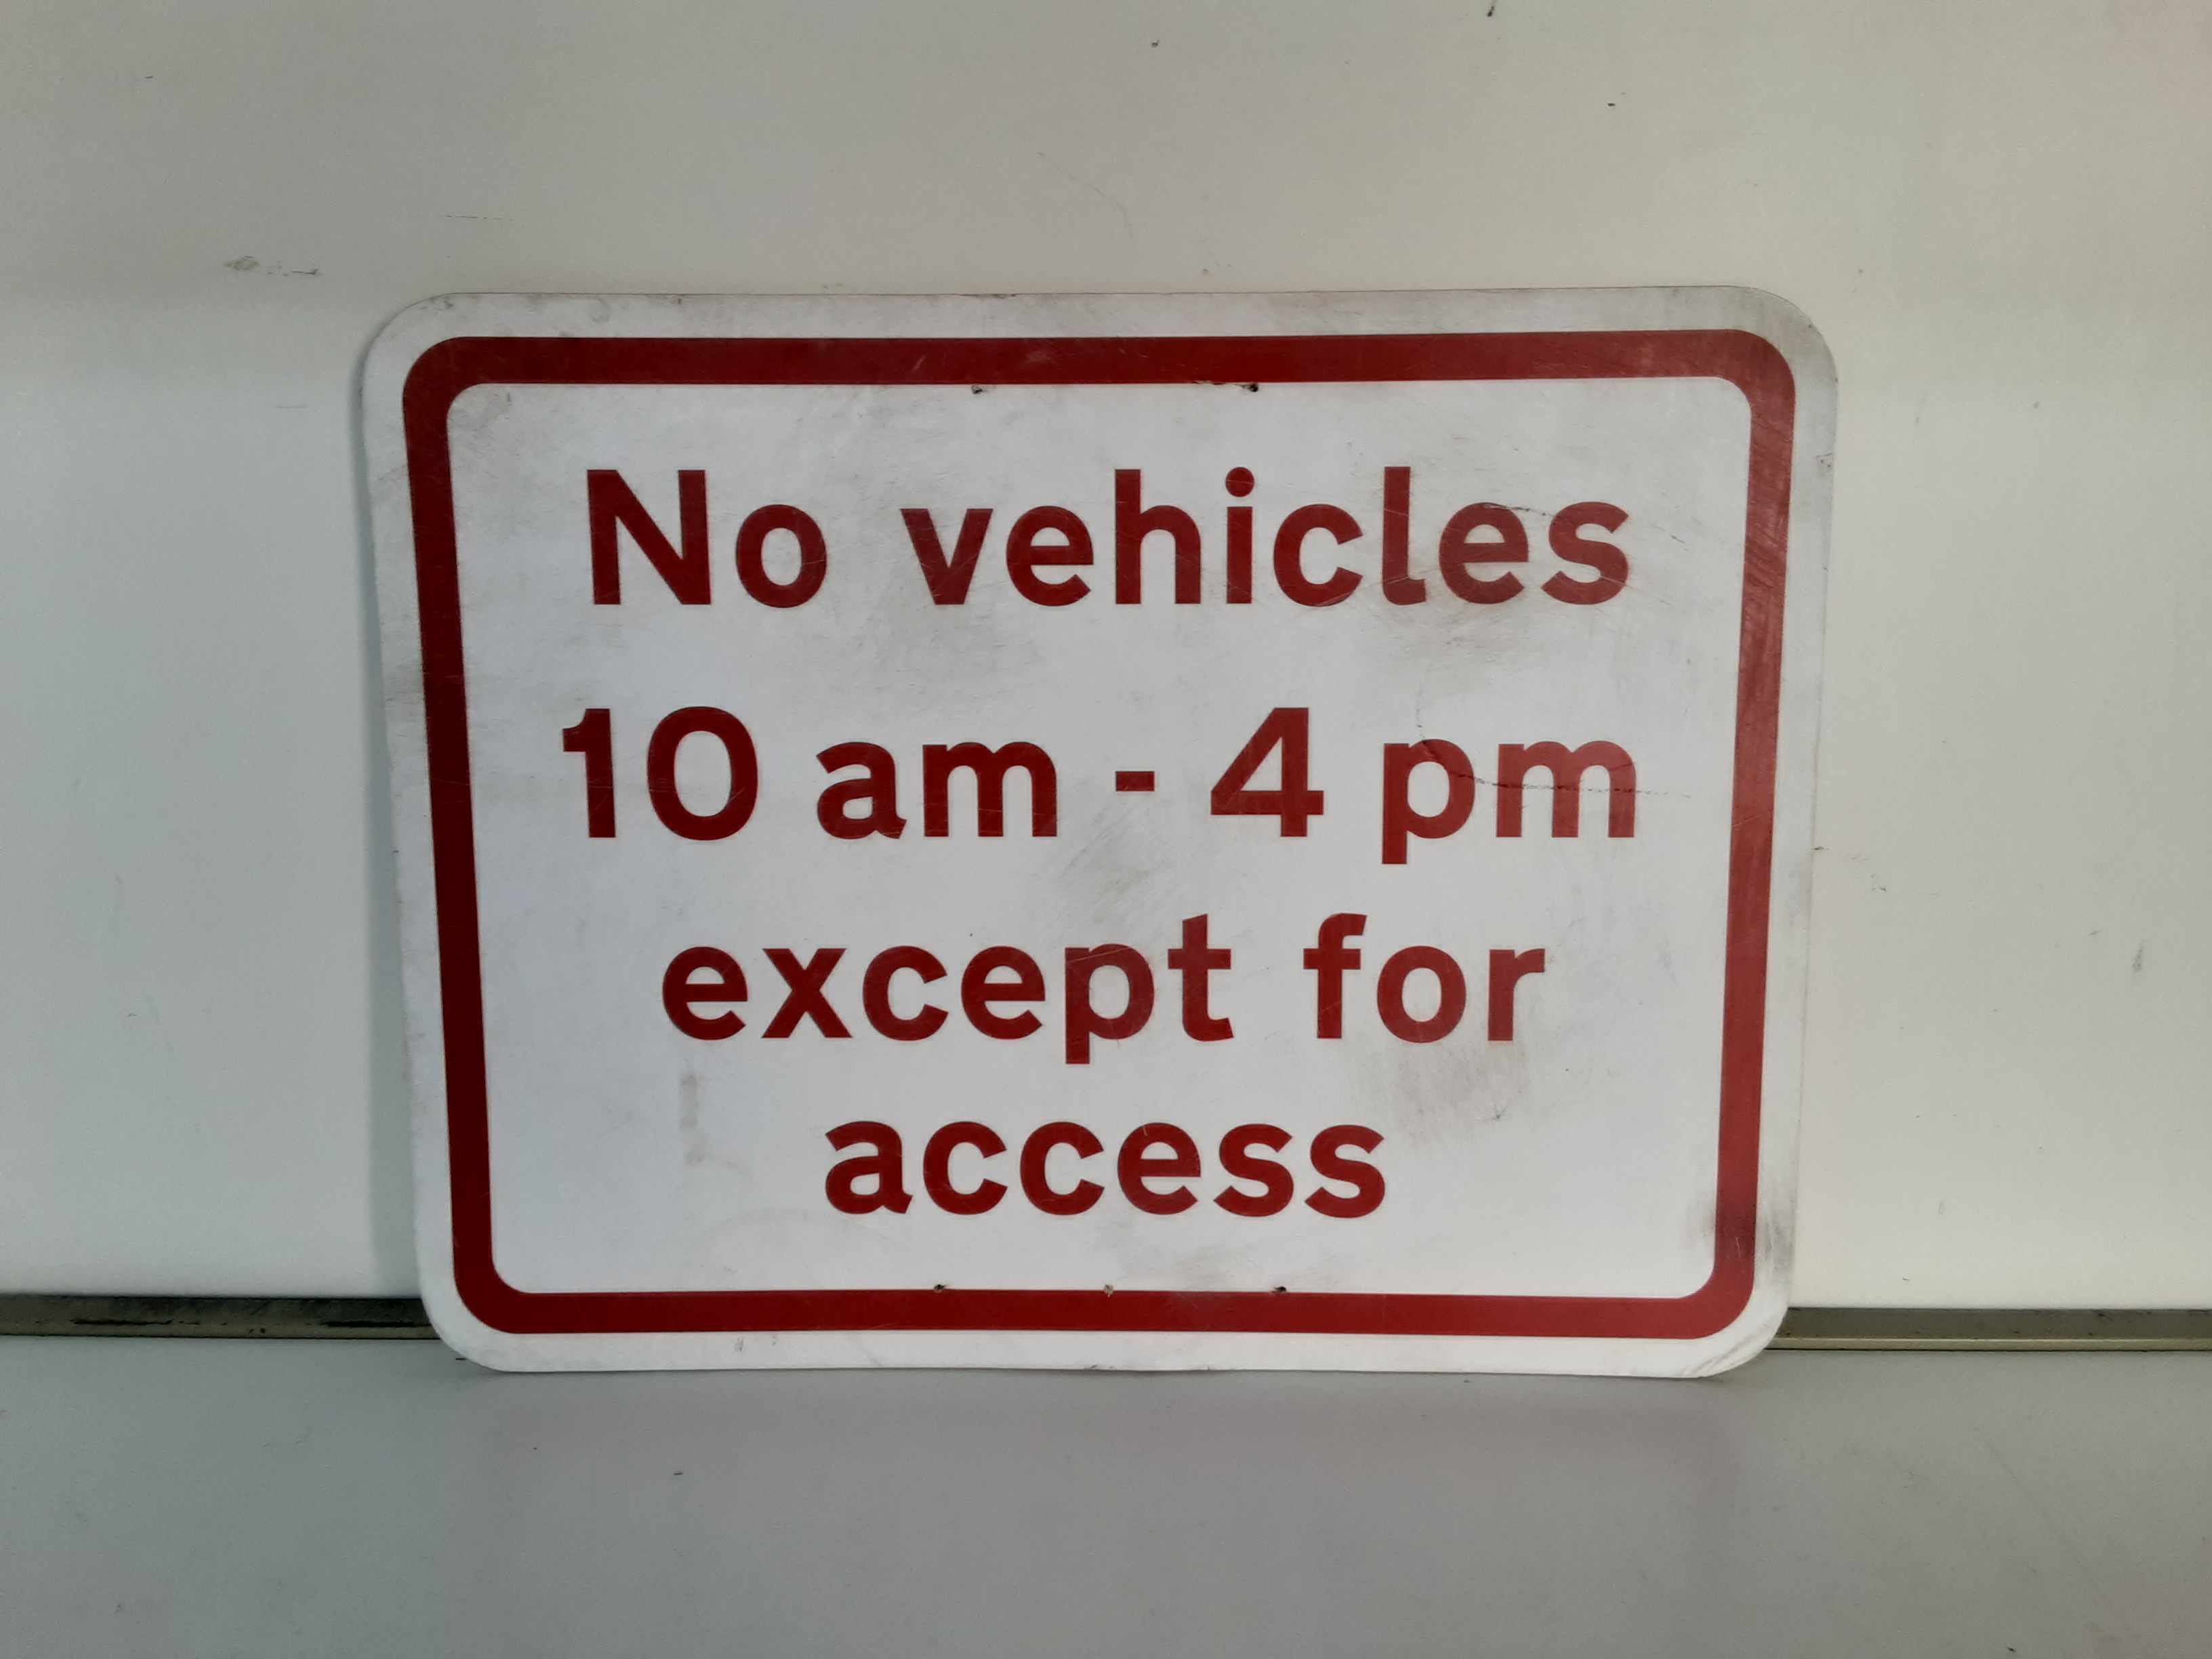 No vehicles
10 am - 4 pm
except for
access